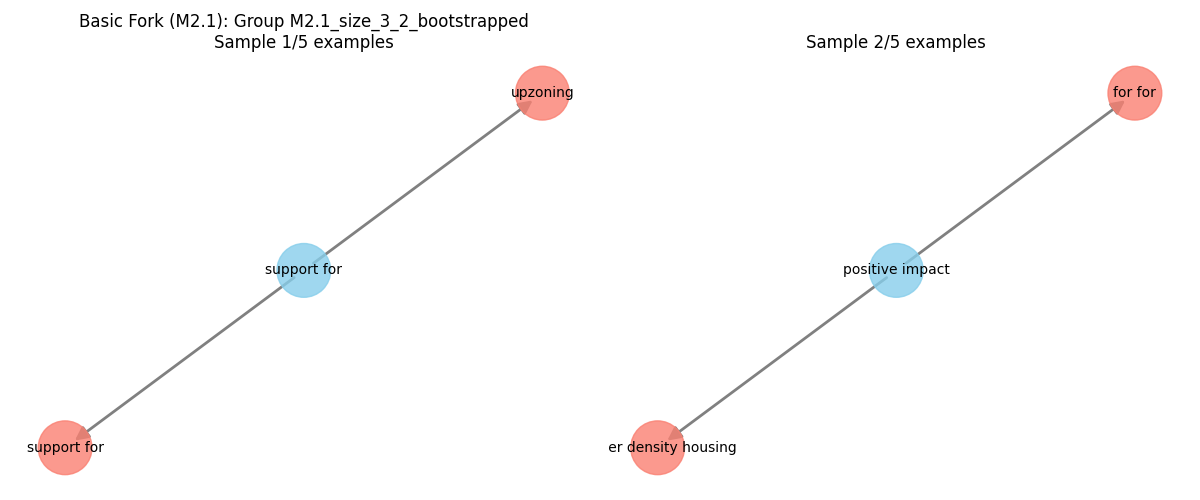 Basic Fork (M2.1): Group M2.1_size_3_2_bootstrapped
Sample 1/5 examples
upzoning
support for
support for
Sample 2/5 examples
for for
positive impact
er density housing